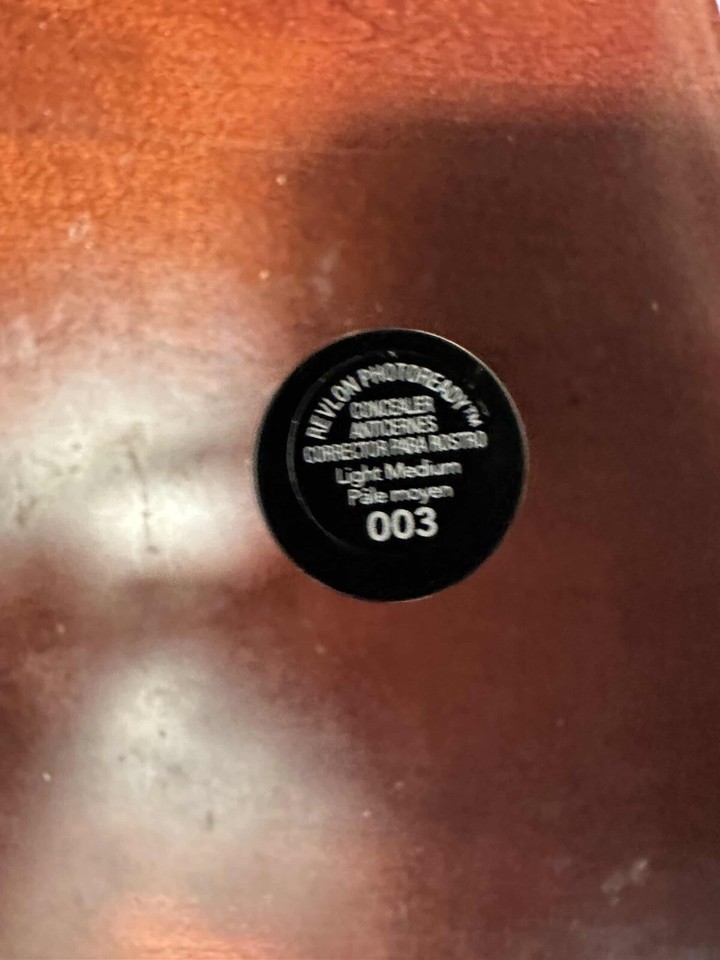 REVLON PHOTOREADY™
CONCEALER
ANTICERNES
CORRECTOR PARA ROSTRO
Light Medium
Pâle moyen
003